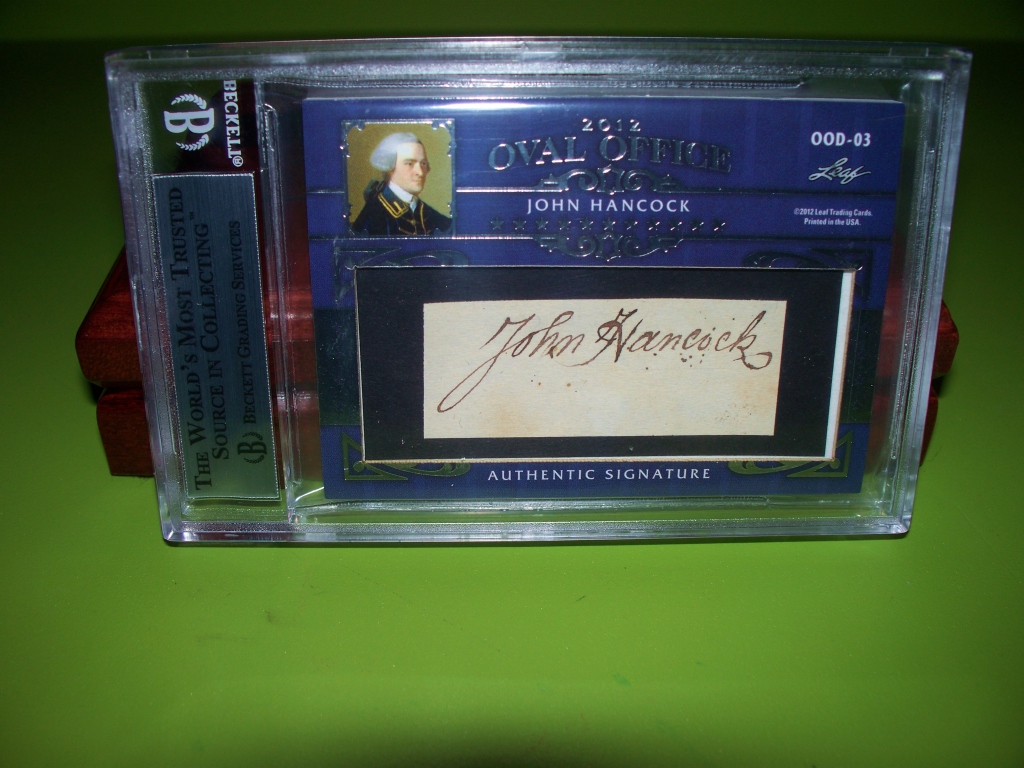 BECKETT®
B
THE WORLD'S MOST TRUSTED
SOURCE IN COLLECTING™
B BECKETT GRADING SERVICES
2012
OVAL OFFICE
JOHN HANCOCK
OOD-03
Leaf
©2012 Leaf Trading Cards.
Printed in the USA.
John Hancock
AUTHENTIC SIGNATURE